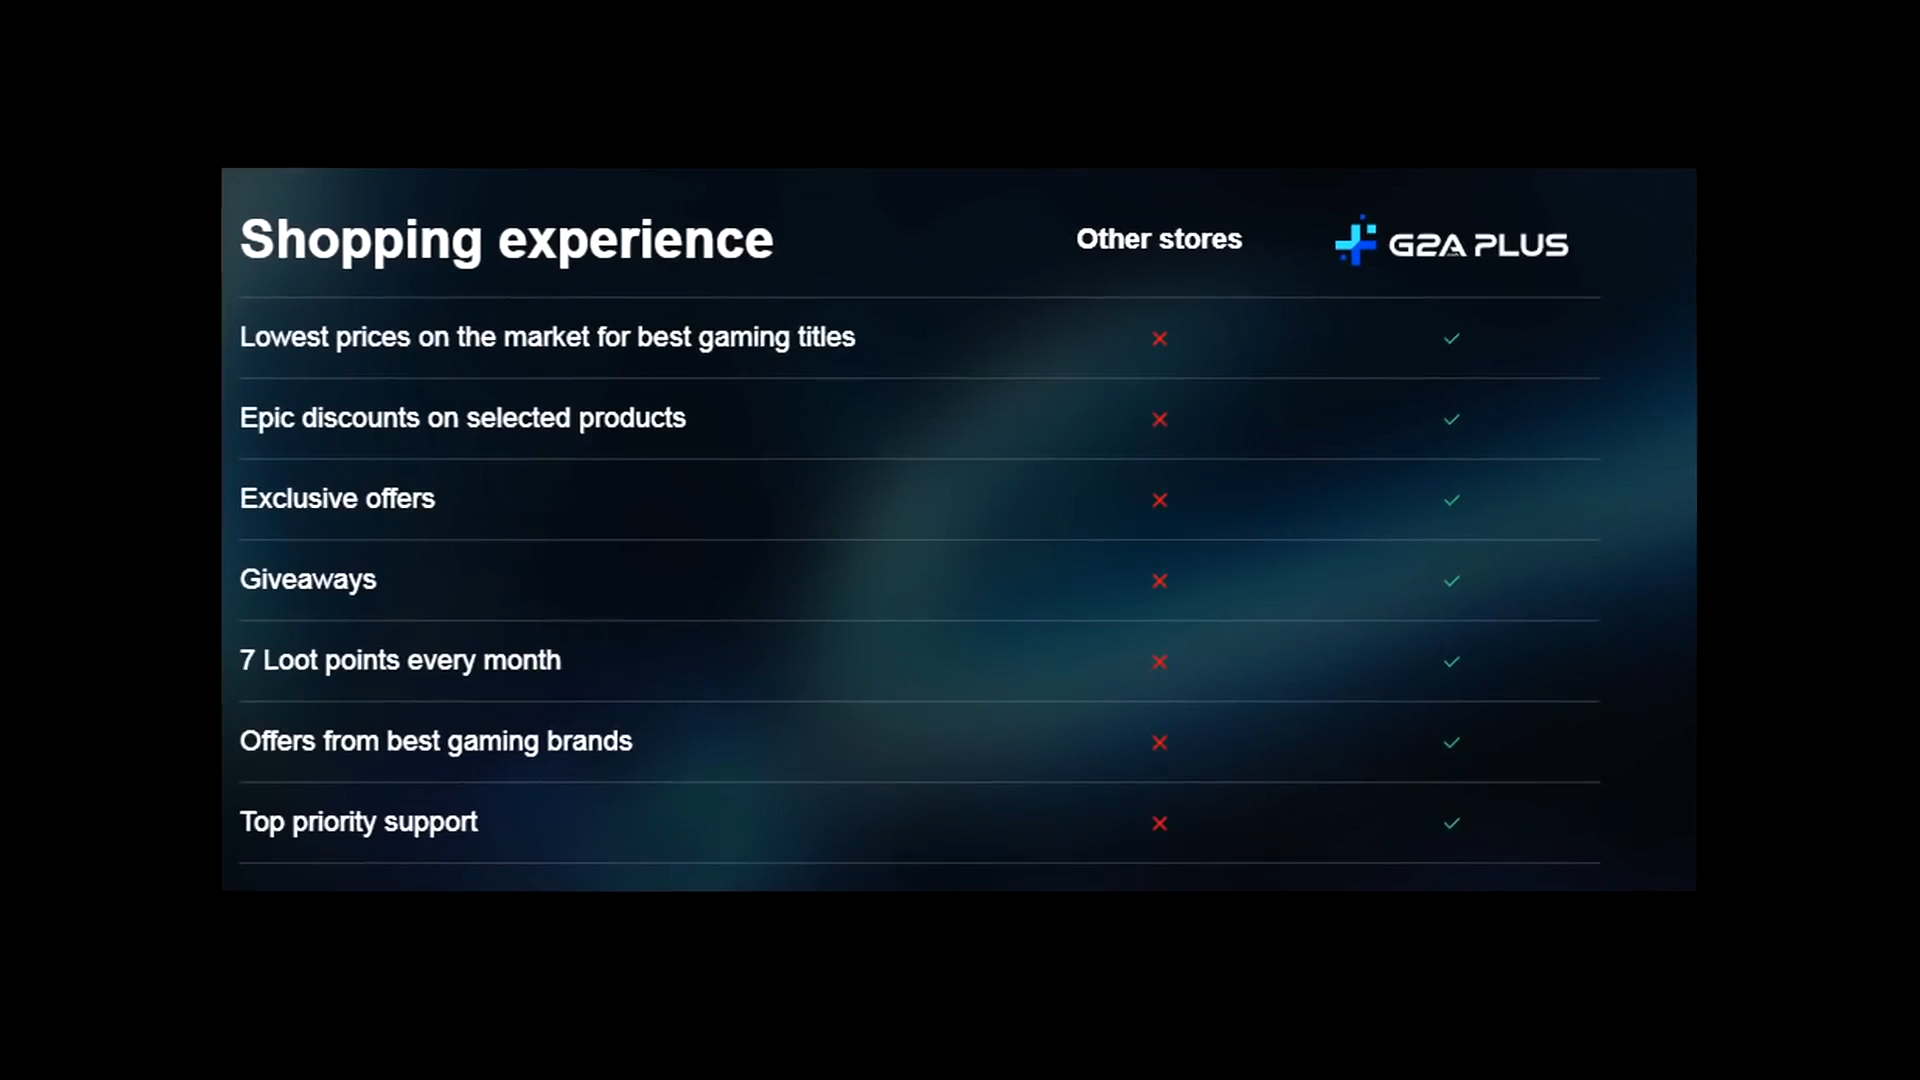 Shopping experience
Other stores
G2A PLUS
Lowest prices on the market for best gaming titles
Epic discounts on selected products
Exclusive offers
Giveaways
7 Loot points every month
Offers from best gaming brands
Top priority support